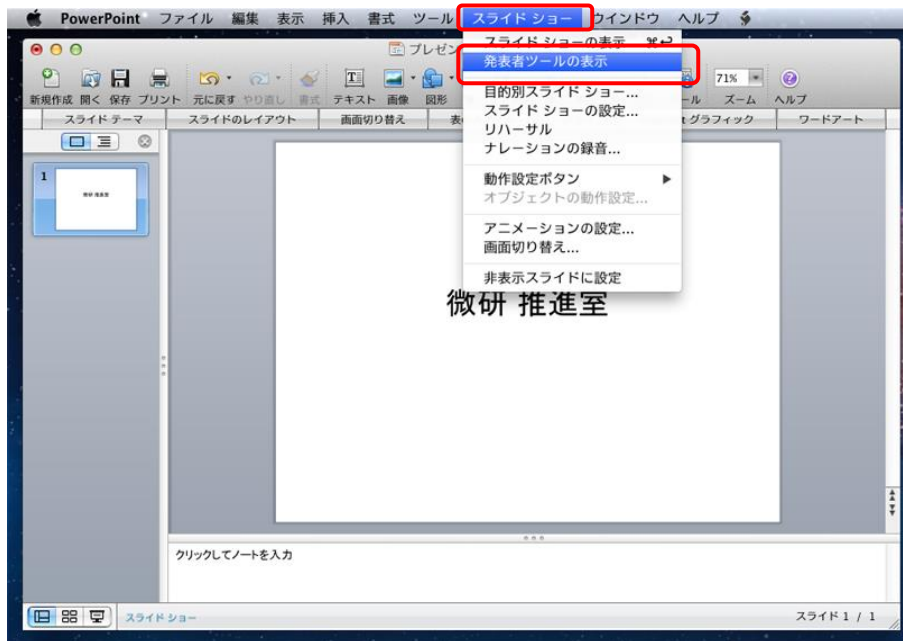 PowerPoint ファイル 編集 表示 挿入 書式 ツール スライド ショー ウインドウ ヘルプ
プレゼン
スライド ショーの表示 ⌘↩
発表者ツールの表示
目的別スライド ショー...
スライド ショーの設定...
リハーサル
ナレーションの録音...
動作設定ボタン ▶
オブジェクトの動作設定...
アニメーションの設定...
画面切り替え...
非表示スライドに設定
71%
新規作成 開く 保存 プリント 元に戻す やり直し 書式 テキスト 画像 図形 ール ズーム ヘルプ
スライド テーマ スライドのレイアウト 画面切り替え 表の t グラフィック ワードアート
1
微研 推進室
微研 推進室
クリックしてノートを入力
スライド ショー
スライド 1 / 1